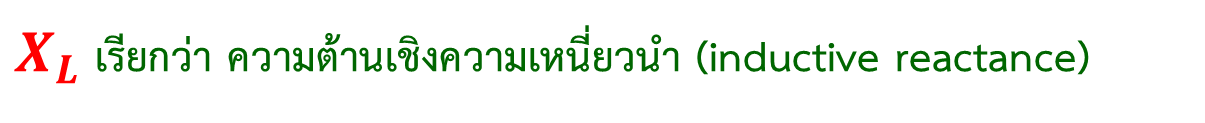 X_L เรียกว่า ความต้านเชิงความเหนี่ยวนำ (inductive reactance)